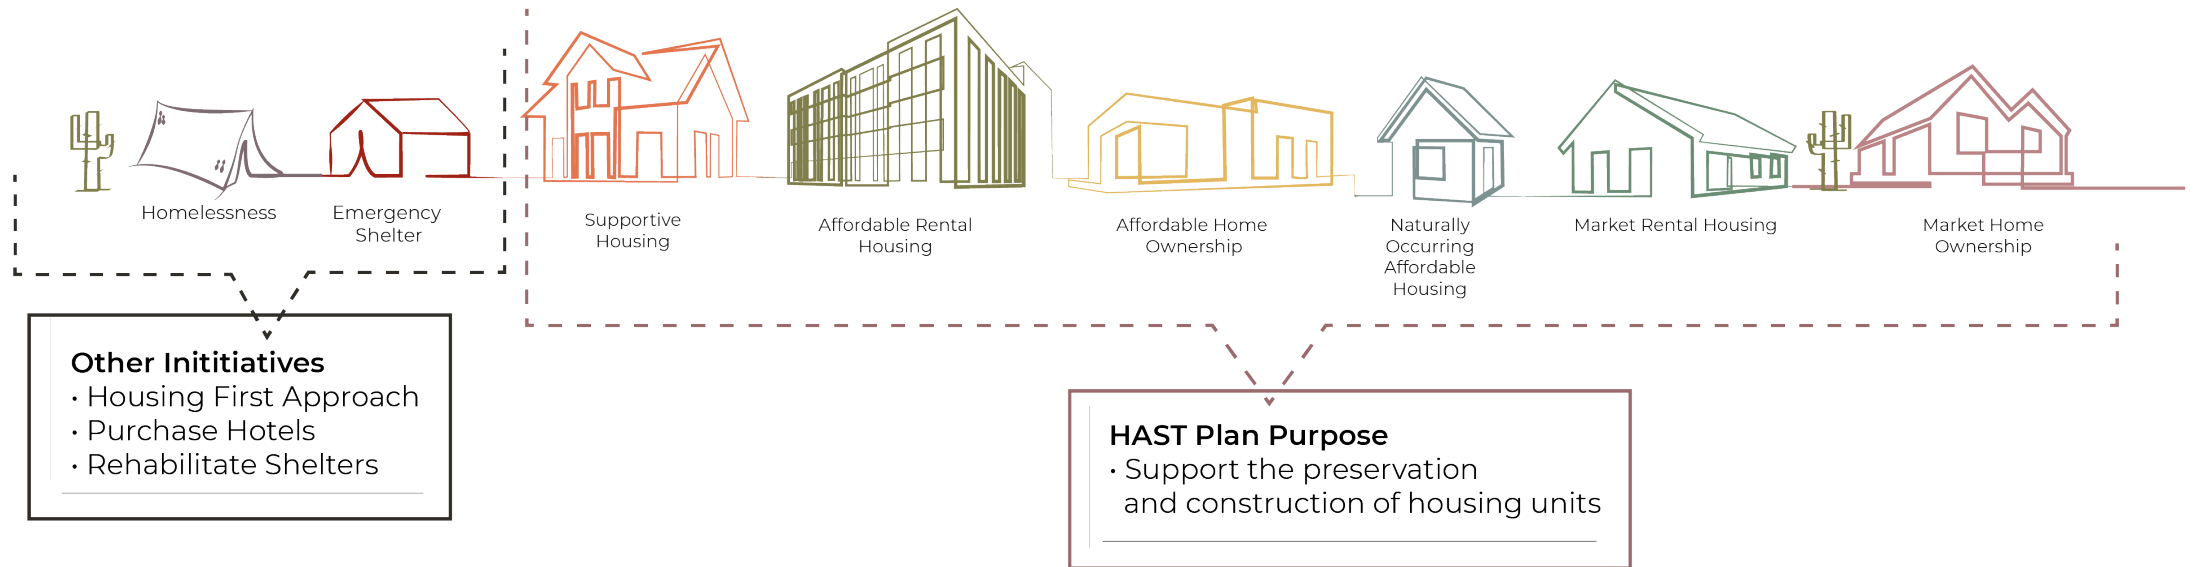 Homelessness
Emergency
Shelter
Supportive
Housing
Affordable Rental
Housing
Affordable Home
Ownership
Naturally
Occurring
Affordable
Housing
Market Rental Housing
Market Home
Ownership
Other Inititiatives
• Housing First Approach
• Purchase Hotels
• Rehabilitate Shelters
HAST Plan Purpose
• Support the preservation
and construction of housing units